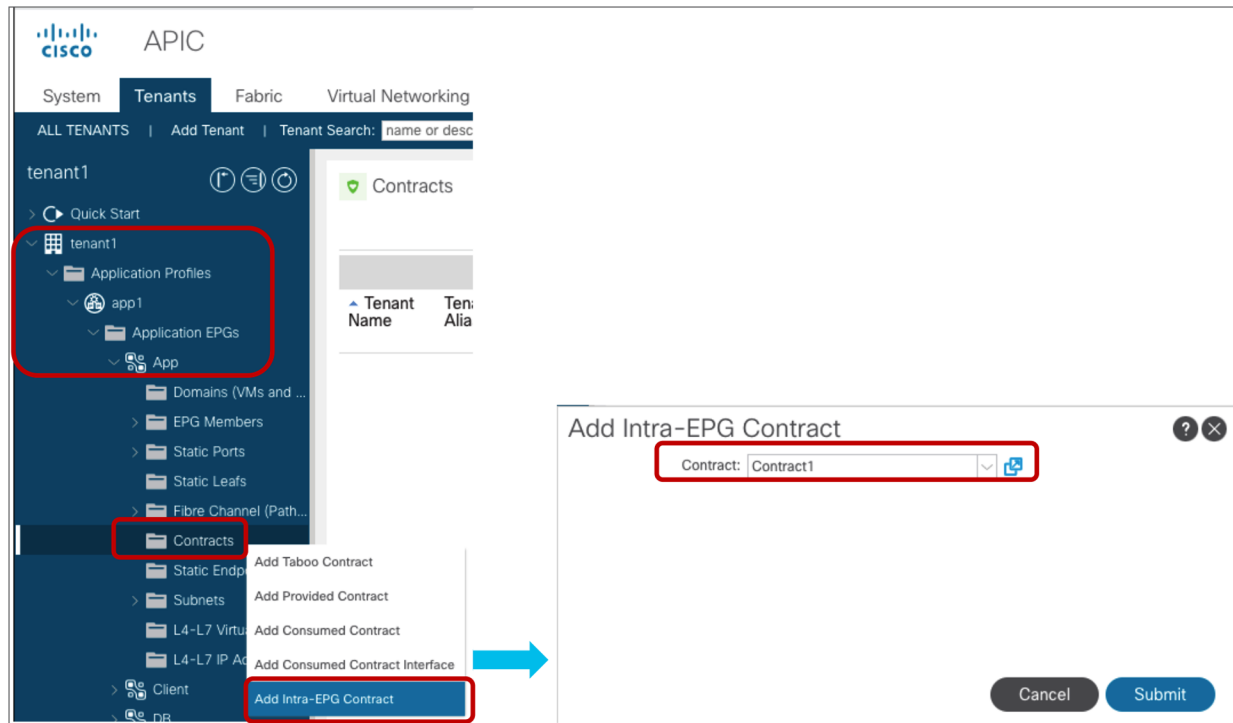 CISCO
APIC
System Tenants Fabric Virtual Networking
ALL TENANTS | Add Tenant | Tenant Search: name or desc
tenant1
Contracts
Quick Start
tenant1
Application Profiles
app1
Tenant Name
Tena Alia
Application EPGs
App
Domains (VMs and ...
EPG Members
Static Ports
Static Leafs
Fibre Channel (Path...
Contracts
Static Endp
Subnets
L4-L7 Virtu
L4-L7 IP Ad
Client
DB
Add Taboo Contract
Add Provided Contract
Add Consumed Contract
Add Consumed Contract Interface
Add Intra-EPG Contract
Add Intra-EPG Contract
?
Contract: Contract1
Cancel Submit